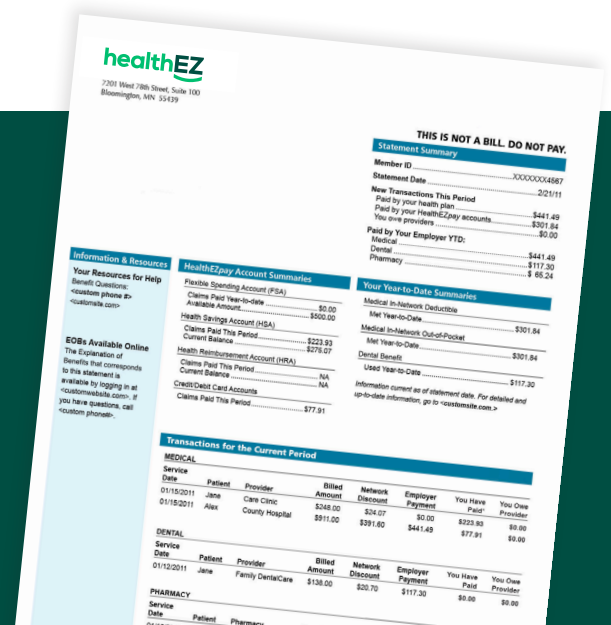 healthEZ
7201 West 78th Street, Suite 100
Bloomington, MN 55439
THIS IS NOT A BILL. DO NOT PAY.
Statement Summary
Member ID ... XXXXXXX4567
Statement Date ... 2/21/11
New Transactions This Period
Paid by your health plan ... $441.49
Paid by your HealthEZpay accounts ... $301.84
You owe providers ... $0.00
Paid by Your Employer YTD:
Medical ... $441.49
Dental ... $117.30
Pharmacy ... $ 65.24
Information & Resources
Your Resources for Help
Benefit Questions:
<custom phone #>
<customsite.com>
EOBs Available Online
The Explanation of
Benefits that corresponds
to this statement is
available by logging in at
<customwebsite.com>. If
you have questions, call
<custom phone#>.
HealthEZpay Account Summaries
Flexible Spending Account (FSA)
Claims Paid Year-to-date ... $0.00
Available Amount ... $500.00
Health Savings Account (HSA)
Claims Paid This Period ... $223.93
Current Balance ... $276.07
Health Reimbursement Account (HRA)
Claims Paid This Period ... NA
Current Balance ... NA
Credit/Debit Card Accounts
Claims Paid This Period ... $77.91
Your Year-to-Date Summaries
Medical In-Network Deductible
Met Year-to-Date ... $301.84
Medical In-Network Out-of-Pocket
Met Year-to-Date ... $301.84
Dental Benefit
Used Year-to-Date ... $117.30
Information current as of statement date. For detailed and
up-to-date information, go to <customsite.com.>
Transactions for the Current Period
MEDICAL
Service Date Patient Provider Billed Amount Network Discount Employer Payment You Have Paid* You Owe Provider
01/15/2011 Jane Care Clinic $248.00 $24.07 $0.00 $223.93 $0.00
01/15/2011 Alex County Hospital $911.00 $391.60 $441.49 $77.91 $0.00
DENTAL
Service Date Patient Provider Billed Amount Network Discount Employer Payment You Have Paid You Owe Provider
01/12/2011 Jane Family DentalCare $138.00 $20.70 $117.30 $0.00 $0.00
PHARMACY
Service
Date Patient Pharmacy